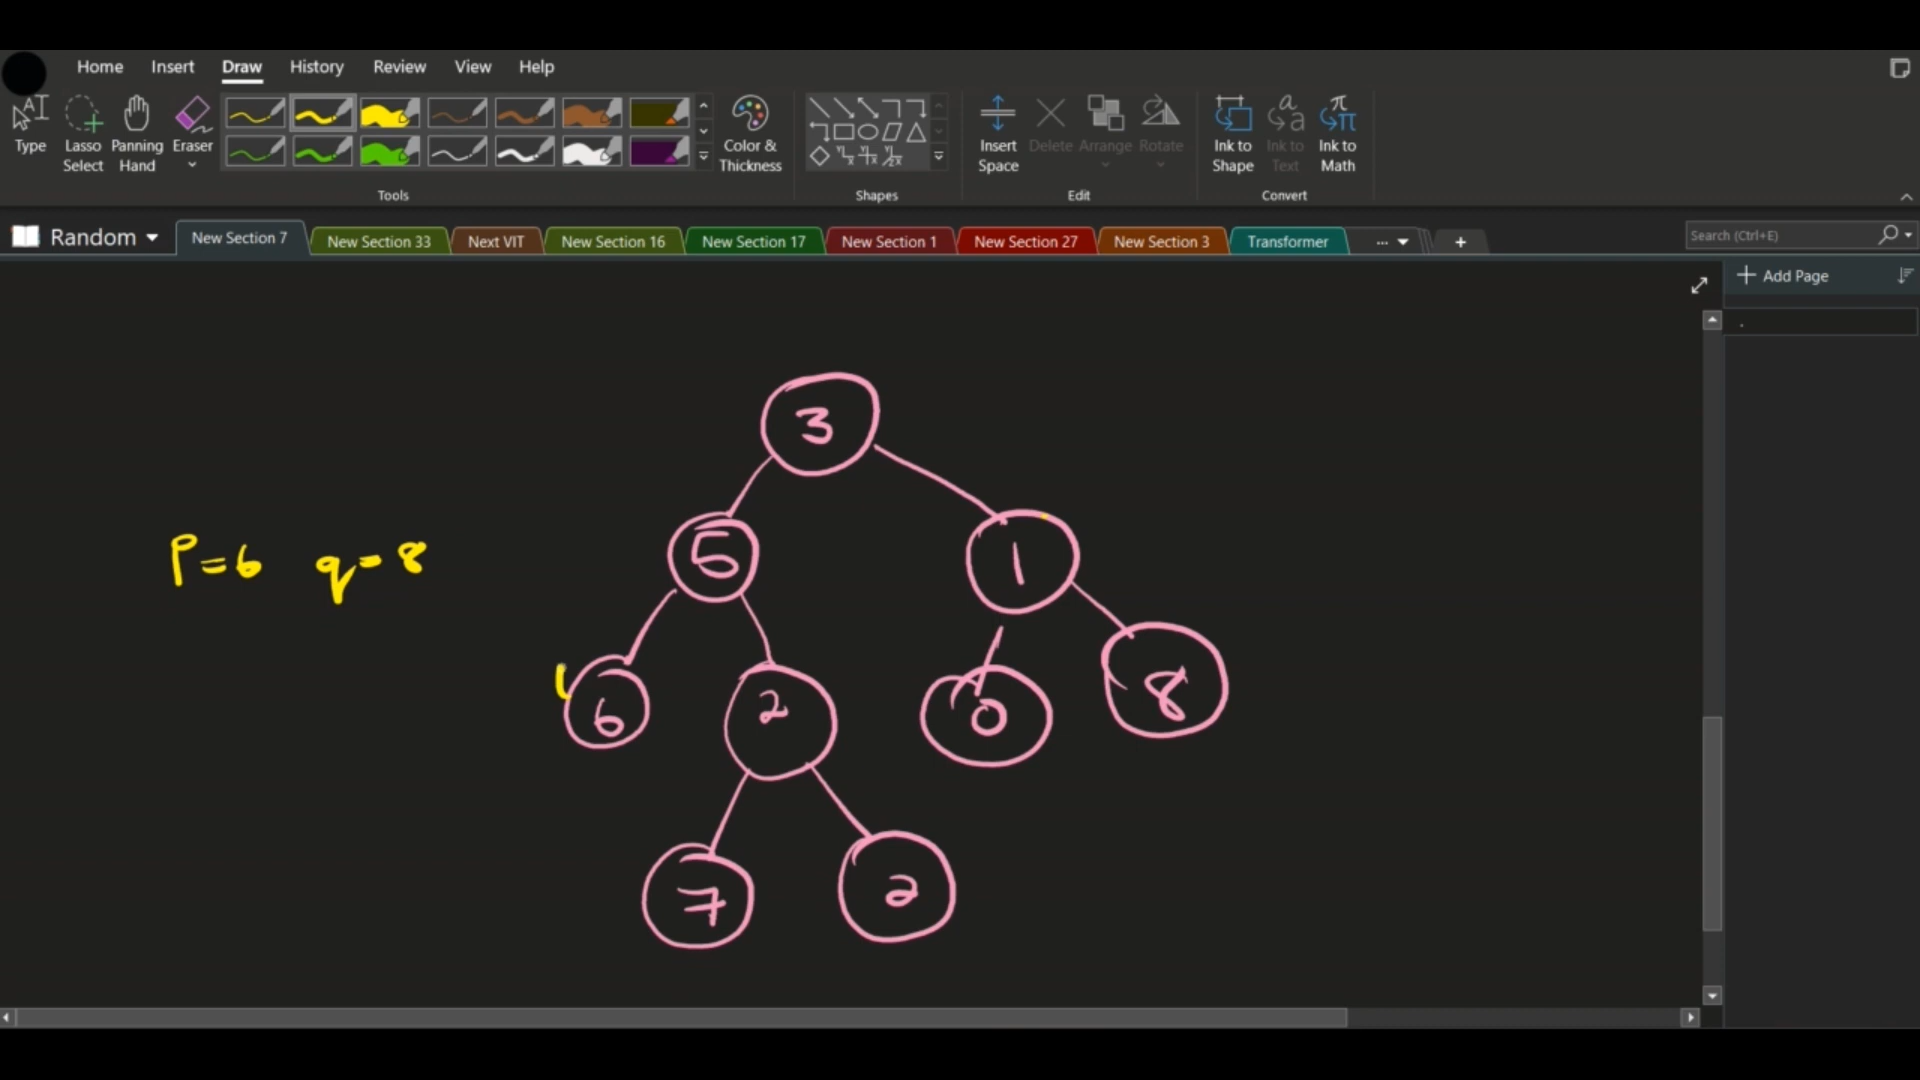 Home Insert Draw History Review View Help
Type
Lasso Select
Panning Hand
Eraser
Color & Thickness
Insert Space
Delete
Arrange
Rotate
Ink to Shape
Ink to Text
Ink to Math
Tools Shapes Edit Convert
Random New Section 7 New Section 33 Next VIT New Section 16 New Section 17 New Section 1 New Section 27 New Section 3 Transformer ... + Search (Ctrl+E)
+ Add Page
.
3
P=6 q=8
5 1
6 2 0 8
7 2